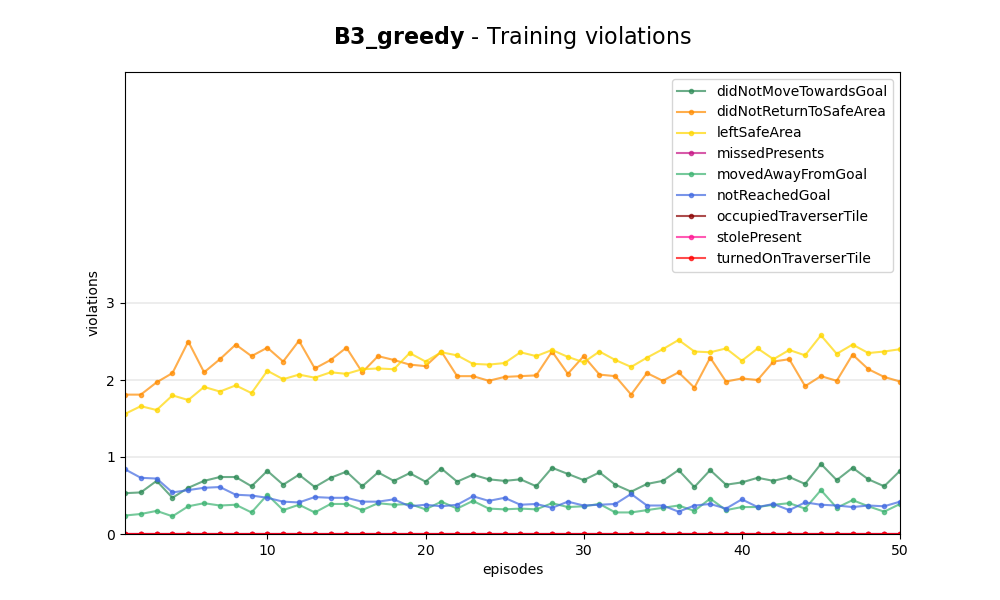 B3_greedy - Training violations
didNotMoveTowardsGoal
didNotReturnToSafeArea
leftSafeArea
missedPresents
movedAwayFromGoal
notReachedGoal
occupiedTraverserTile
stolePresent
turnedOnTraverserTile
violations
3
2
1
0
10 20 30 40 50
episodes